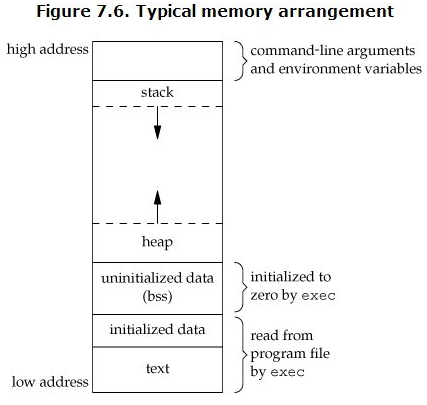 Figure 7.6. Typical memory arrangement
high address
command-line arguments
and environment variables
stack
heap
uninitialized data
(bss)
initialized to
zero by exec
initialized data
read from
program file
by exec
text
low address